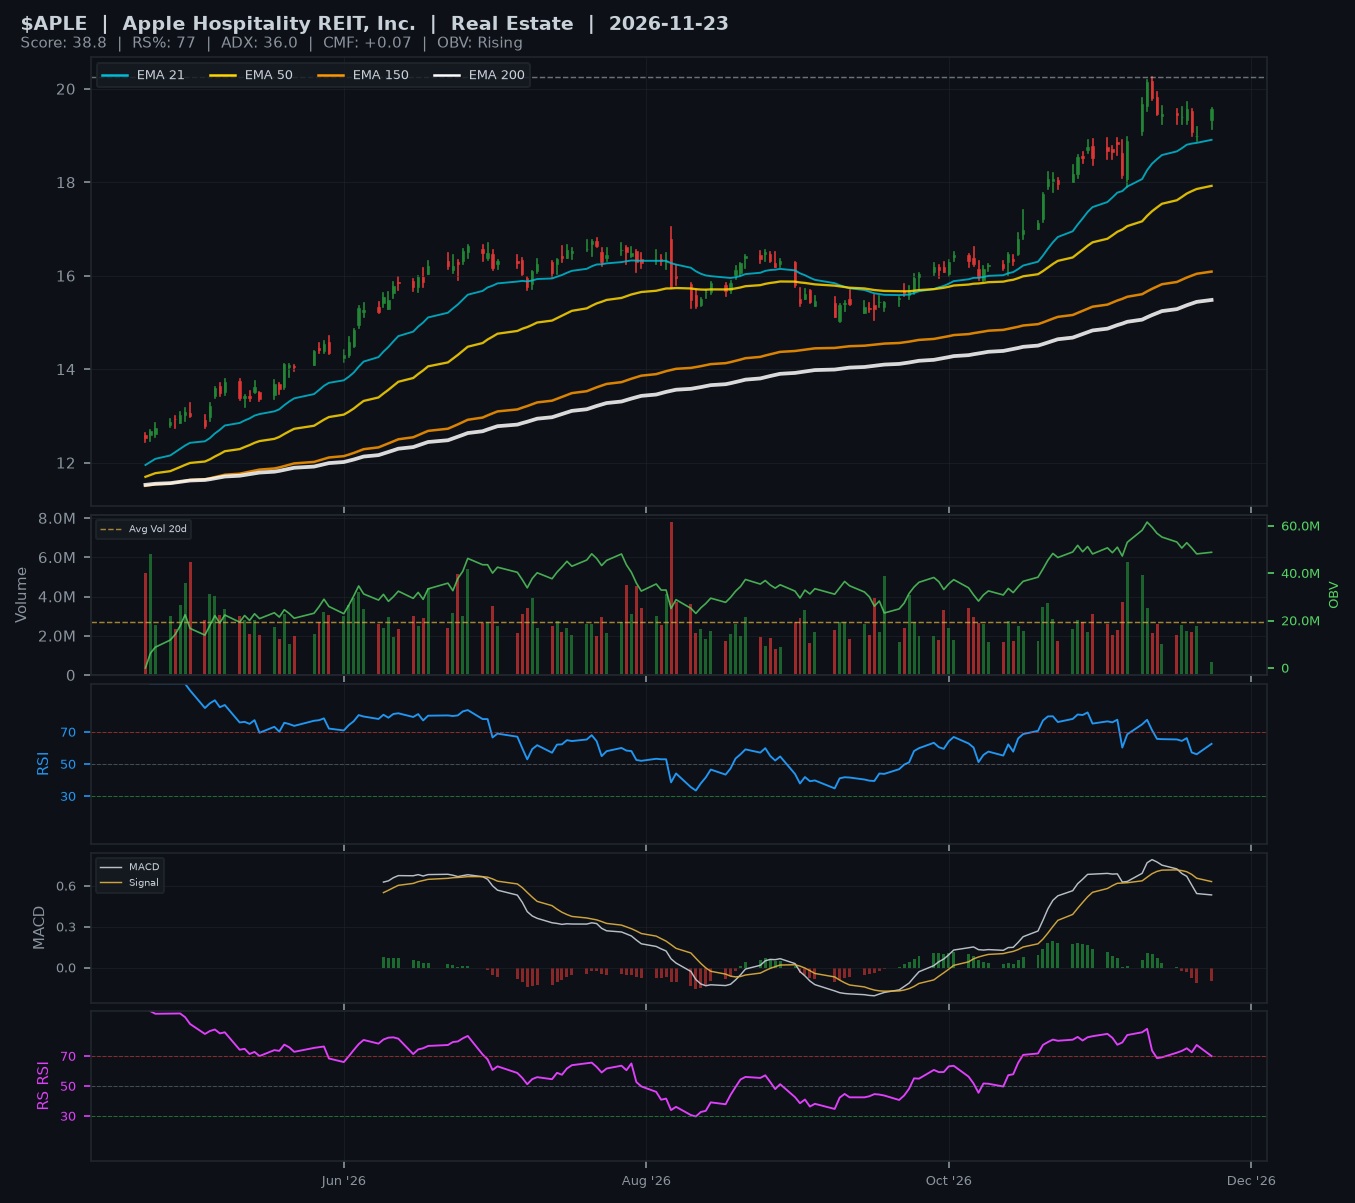 $APLE | Apple Hospitality REIT, Inc. | Real Estate | 2026-11-23
Score: 38.8 | RS%: 77 | ADX: 36.0 | CMF: +0.07 | OBV: Rising
EMA 21 EMA 50 EMA 150 EMA 200
20
18
16
14
12
8.0M
6.0M
4.0M
2.0M
0
Volume
Avg Vol 20d
60.0M
40.0M
20.0M
0
OBV
70
50
30
RSI
MACD
Signal
0.6
0.3
0.0
MACD
70
50
30
RS RSI
Jun '26 Aug '26 Oct '26 Dec '26